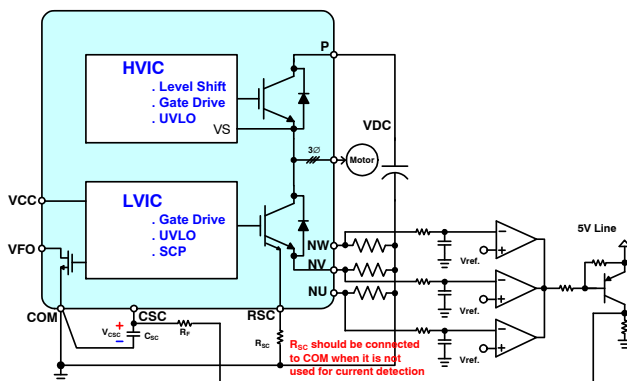 P
HVIC
. Level Shift
. Gate Drive
. UVLO
VS
VDC
3Ø
Motor
VCC
LVIC
. Gate Drive
. UVLO
. SCP
VFO
NW
NV
NU
5V Line
Vref.
Vref.
Vref.
COM
CSC
RSC
VCSC
+
–
CSC
RF
RSC
RSC should be connected
to COM when it is not
used for current detection